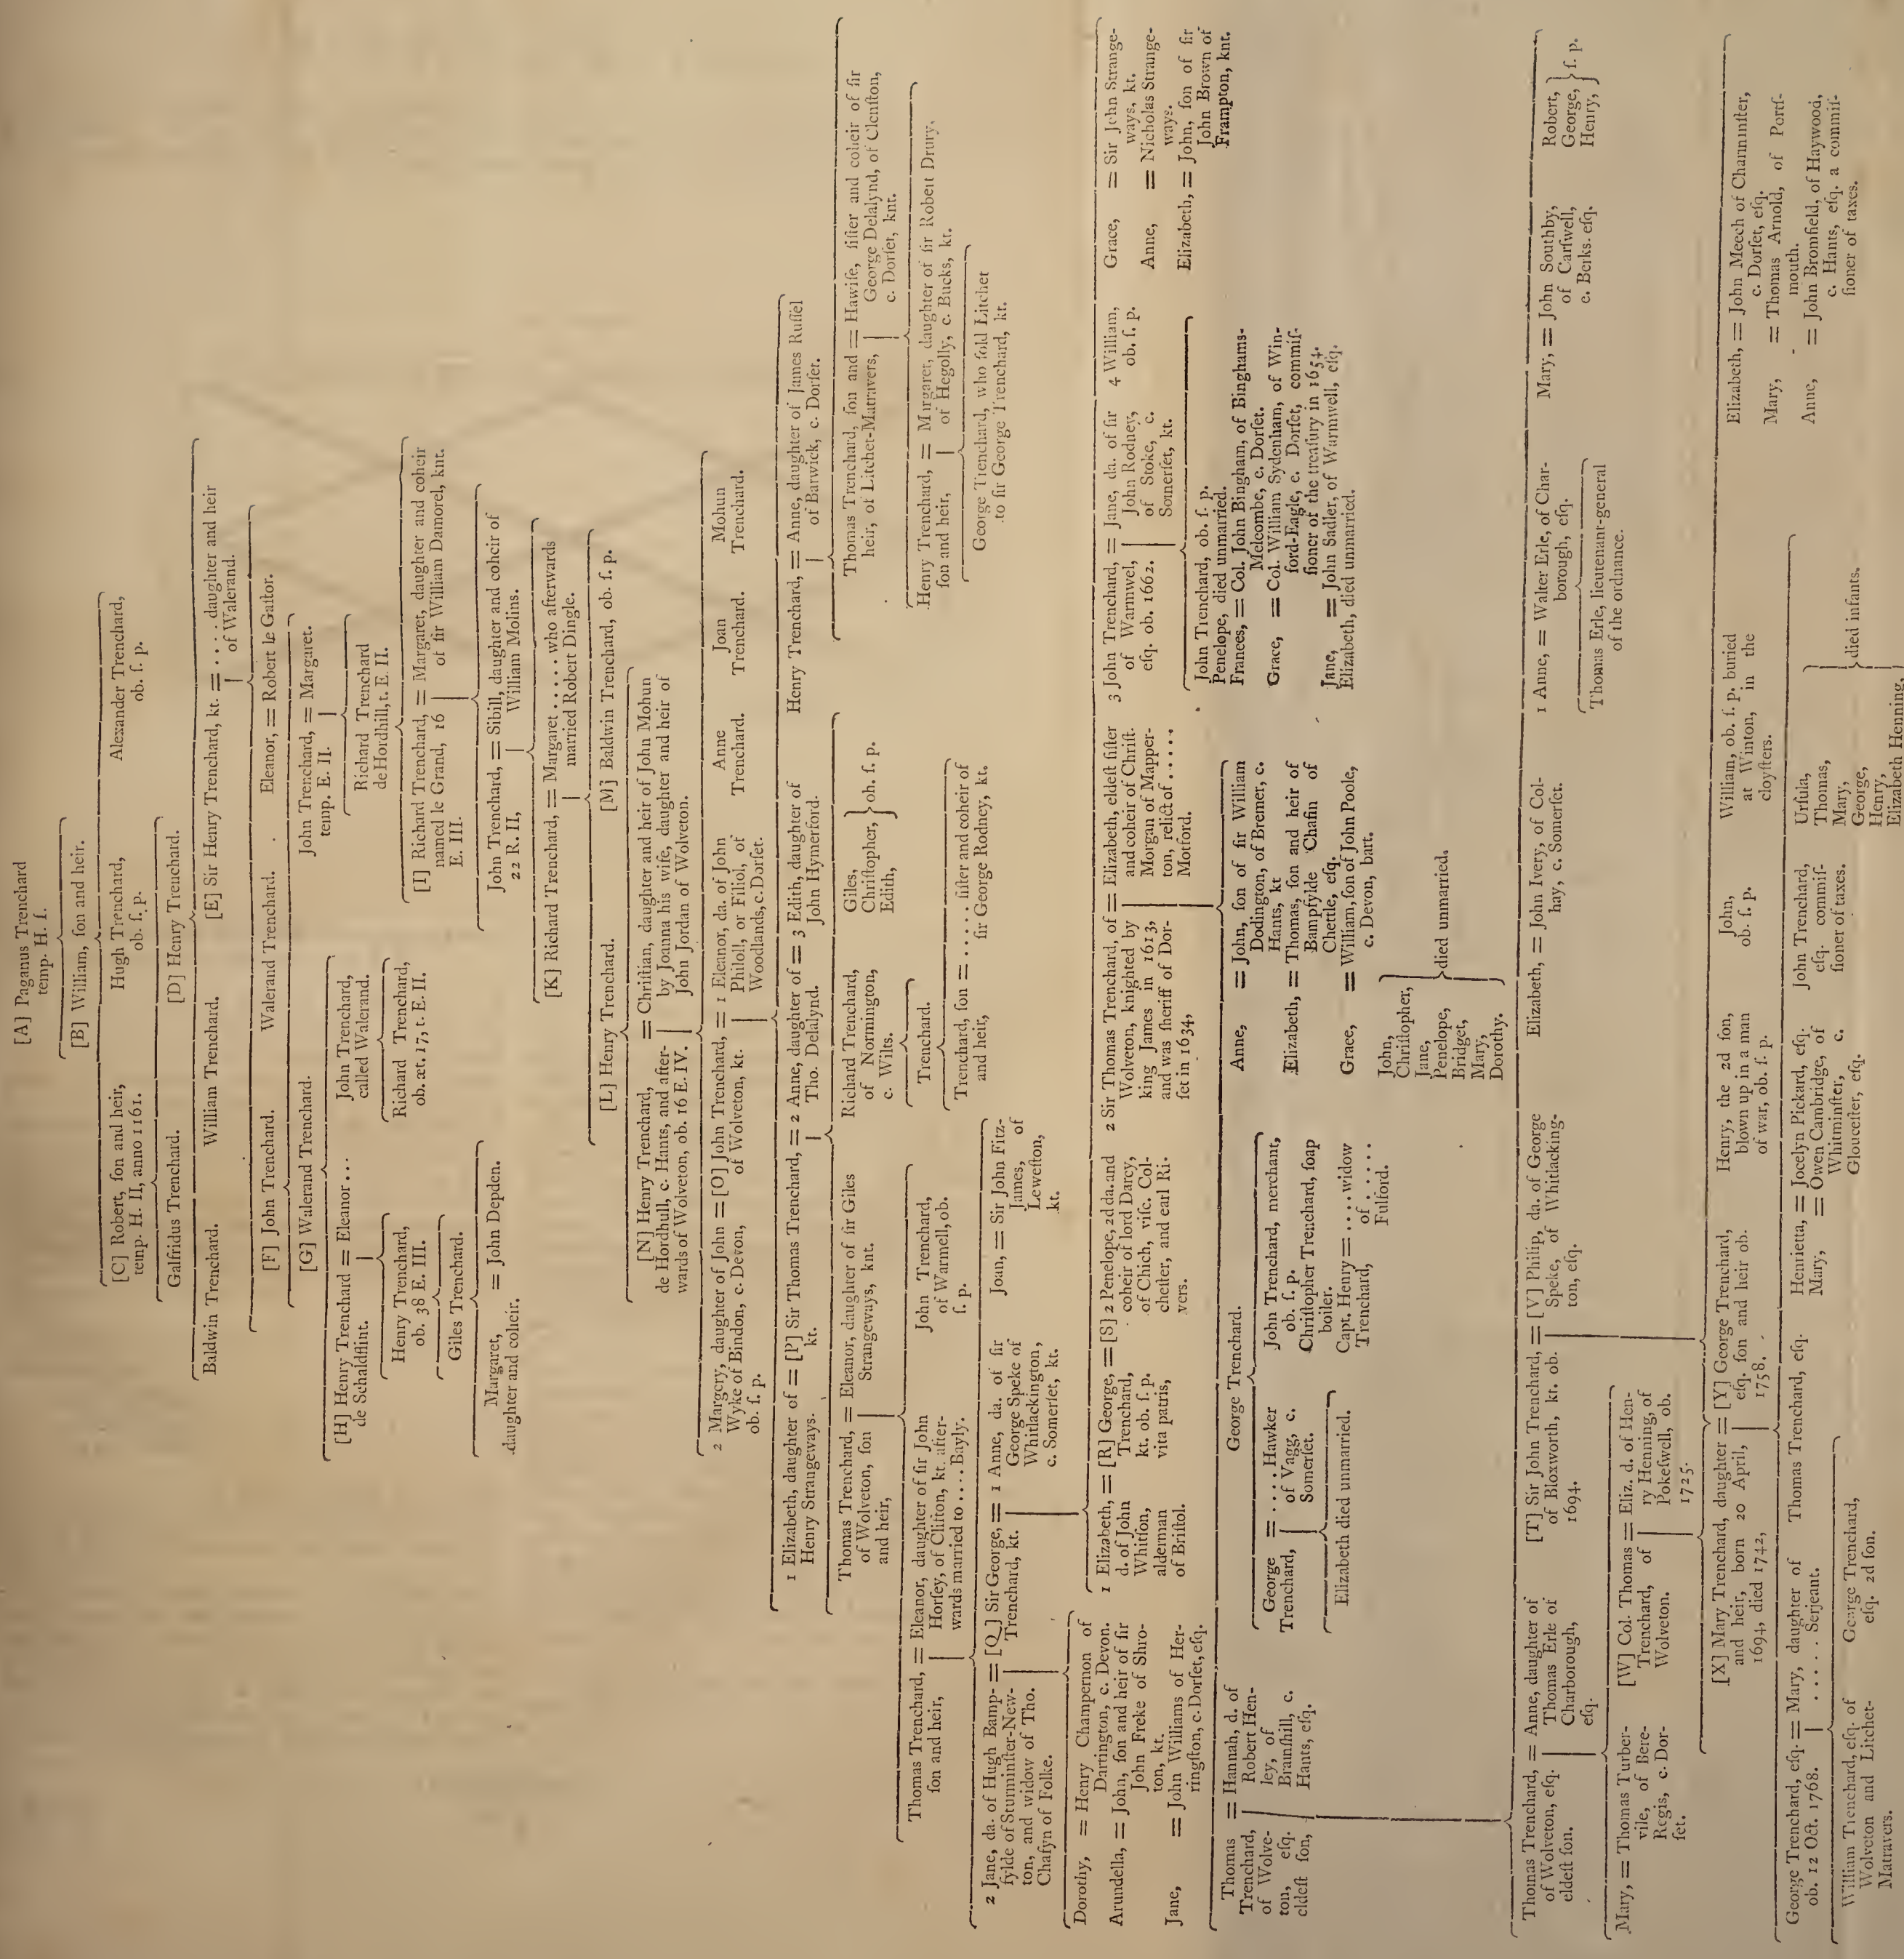 [A] Paganus Trenchard
temp. H. I.
[B] William, ſon and heir.
[C] Robert, ſon and heir,
temp. H. II, anno 1161.
Hugh Trenchard,
ob. ſ. p.
Alexander Trenchard,
ob. ſ. p.
Galfridus Trenchard.
[D] Henry Trenchard.
Baldwin Trenchard.
William Trenchard.
[E] Sir Henry Trenchard, kt. = .... daughter and heir
of Walerand.
[F] John Trenchard.
Walerand Trenchard.
Eleanor, = Robert le Gaitor.
[G] Walerand Trenchard.
John Trenchard, = Margaret.
temp. E. II.
[H] Henry Trenchard = Eleanor...
de Schaldflint.
John Trenchard,
called Walerand.
Richard Trenchard
de Hordhill, t. E. II.
Henry Trenchard,
ob. 38 E. III.
Richard Trenchard,
ob. æt. 17, t. E. II.
[I] Richard Trenchard, = Margaret, daughter and coheir
named le Grand, 16 of ſir William Damorel, knt.
E. III.
Giles Trenchard.
John Trenchard, = Sibill, daughter and coheir of
22 R. II, William Molins.
Margaret, = John Depden.
daughter and coheir.
[K] Richard Trenchard, = Margaret ..... who afterwards
married Robert Dingle.
[L] Henry Trenchard.
[M] Baldwin Trenchard, ob. ſ. p.
[N] Henry Trenchard, = Chriſtian, daughter and heir of John Mohun
de Hordhull, c. Hants, and after- by Joanna his wife, daughter and heir of
wards of Wolveton, ob. 16 E. IV. John Jordan of Wolveton.
2 Margery, daughter of John = [O] John Trenchard, = 1 Eleanor, da. of John
Wyke of Bindon, c. Devon, of Wolveton, kt. Philoll, or Filiol, of
ob. ſ. p. Woodlands, c. Dorſet.
Anne
Trenchard.
Joan
Trenchard.
Mohun
Trenchard.
1 Elizabeth, daughter of = [P] Sir Thomas Trenchard, = 2 Anne, daughter of = 3 Edith, daughter of
Henry Strangeways. kt. Tho. Delalynd. John Hymerford.
Henry Trenchard, = Anne, daughter of James Ruſſel
of Barwick, c. Dorſet.
Thomas Trenchard, = Eleanor, daughter of ſir Giles
of Wolveton, ſon Strangeways, knt.
and heir,
Richard Trenchard,
of Normington,
c. Wilts.
Giles,
Chriſtopher, } ob. ſ. p.
Edith,
Thomas Trenchard, ſon and = Hawiſe, ſiſter and coheir of ſir
heir, of Litchet-Matravers, George Delalynd, of Clenſton,
c. Dorſet, knt.
Thomas Trenchard, = Eleanor, daughter of ſir John
ſon and heir, Horſey, of Clifton, kt. after-
wards married to .... Bayly.
John Trenchard,
of Warmell, ob.
ſ. p.
Trenchard.
Henry Trenchard, = Margaret, daughter of ſir Robert Drury,
ſon and heir, of Hegolly, c. Bucks, kt.
Trenchard, ſon = ...... ſiſter and coheir of
and heir, ſir George Rodney, kt.
George Trenchard, who ſold Litchet
to ſir George Trenchard, kt.
2 Jane, da. of Hugh Bamp- = [Q] Sir George, = 1 Anne, da. of ſir
fylde of Sturminſter-New- Trenchard, kt. George Speke of
ton, and widow of Tho. Whitlackington,
Chafyn of Folke. c. Somerſet, kt.
Joan, = Sir John Fitz-
James, of
Leweſton,
kt.
Dorothy, = Henry Champernon of
Darrington, c. Devon.
Arundella, = John, ſon and heir of ſir
John Freke of Shro-
ton, kt.
Jane, = John Williams of Her-
ringſton, c. Dorſet, eſq.
1 Elizabeth, = [R] George, = [S] 2 Penelope, 2d da. and
d. of John Trenchard, coheir of lord Darcy,
Whitſon, kt. ob. ſ. p. of Chich, viſc. Col-
alderman vita patris, cheſter, and earl Ri-
of Briſtol. vers.
2 Sir Thomas Trenchard, of = Elizabeth, eldeſt ſiſter
Wolveton, knighted by and coheir of Chriſt.
king James in 1613, Morgan of Mapper-
and was ſheriff of Dor- ton, relict of .....
ſet in 1634, Motford.
3 John Trenchard, = Jane, da. of ſir
of Warmwel, John Rodney,
eſq. ob. 1662. of Stoke, c.
Somerſet, kt.
4 William,
ob. ſ. p.
Grace, = Sir John Strange-
ways, kt.
Anne, = Nicholas Strange-
ways.
Elizabeth, = John, ſon of ſir
John Brown of
Frampton, knt.
John Trenchard, ob. ſ. p.
Penelope, died unmarried.
Frances, = Col. John Bingham, of Binghams-
Melcombe, c. Dorſet.
Grace, = Col. William Sydenham, of Win-
ford-Eagle, c. Dorſet, commiſ-
ſioner of the treaſury in 1654.
Jane, = John Sadler, of Warmwell, eſq.
Elizabeth, died unmarried.
Thomas = Hannah, d. of
Trenchard, Robert Hen-
of Wolve- ley, of
ton, eſq. Bramſhill, c.
eldeſt ſon, Hants, eſq.
George Trenchard.
George = .... Hawker
Trenchard, of Vagg, c.
Somerſet.
Elizabeth died unmarried.
John Trenchard, merchant,
ob. ſ. p.
Chriſtopher Trenchard, ſoap
boiler.
Capt. Henry = .... widow
Trenchard, of ......
Fulford.
Anne, = John, ſon of ſir William
Dodington, of Bremer, c.
Hants, kt
Elizabeth, = Thomas, ſon and heir of
Bampfylde Chafin of
Chettle, eſq.
Grace, = William, ſon of John Poole,
c. Devon, bart.
John,
Chriſtopher,
Jane,
Penelope, } died unmarried.
Bridget,
Mary,
Dorothy.
Thomas Trenchard, = Anne, daughter of
of Wolveton, eſq. Thomas Erle of
eldeſt ſon. Charborough,
eſq.
[T] Sir John Trenchard, = [V] Philip, da. of George
of Bloxworth, kt. ob. Speke, of Whitlacking-
1694. ton, eſq.
Elizabeth, = John Ivery, of Col-
hay, c. Somerſet.
1 Anne, = Walter Erle, of Char-
borough, eſq.
Thomas Erle, lieutenant-general
of the ordnance.
Mary, = John Southby,
of Carſwell,
c. Berks. eſq.
Robert,
George, } ſ. p.
Henry,
Mary, = Thomas Turber-
vile, of Bere-
Regis, c. Dor-
ſet.
[W] Col. Thomas = Eliz. d. of Hen-
Trenchard, of ry Henning, of
Wolveton. Pokeſwell, ob.
1725.
[X] Mary Trenchard, daughter = [Y] George Trenchard,
and heir, born 20 April, eſq. ſon and heir ob.
1694, died 1742, 1758.
Henry, the 2d ſon,
blown up in a man
of war, ob. ſ. p.
John,
ob. ſ. p.
William, ob. ſ. p. buried
at Winton, in the
cloyſters.
Elizabeth, = John Meech of Charminſter,
c. Dorſet, eſq.
Mary, = Thomas Arnold, of Portſ-
mouth.
Anne, = John Bromfield, of Haywood,
c. Hants, eſq. a commiſ-
ſioner of taxes.
George Trenchard, eſq. = Mary, daughter of
ob. 12 Oct. 1768. ..... Serjeant.
Thomas Trenchard, eſq.
Henrietta, = Jocelyn Pickard, eſq.
Mary, = Owen Cambridge, of
Whitminſter, c.
Glouceſter, eſq.
John Trenchard,
eſq. commiſ-
ſioner of taxes.
Urſula,
Thomas,
Mary,
George, } died infants.
Henry,
Elizabeth Henning,
William Trenchard, eſq. of
Wolveton and Litchet-
Matravers.
George Trenchard,
eſq. 2d ſon.